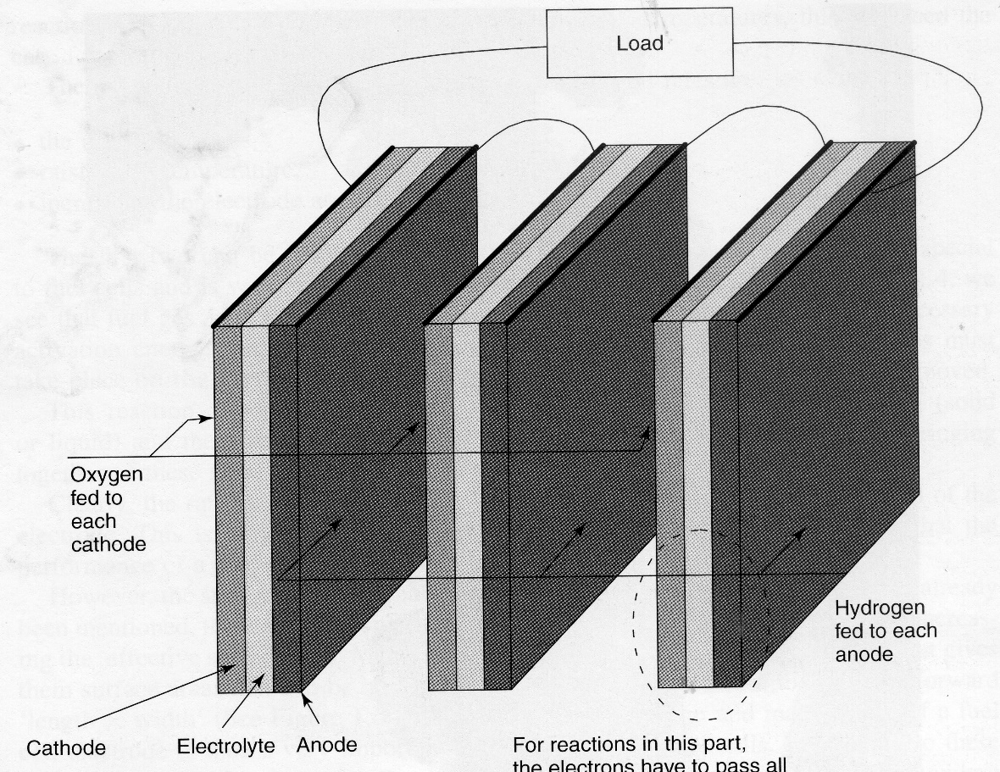 Load
Oxygen
fed to
each
cathode
Hydrogen
fed to each
anode
Cathode
Electrolyte
Anode
For reactions in this part,
the electrons have to pass all